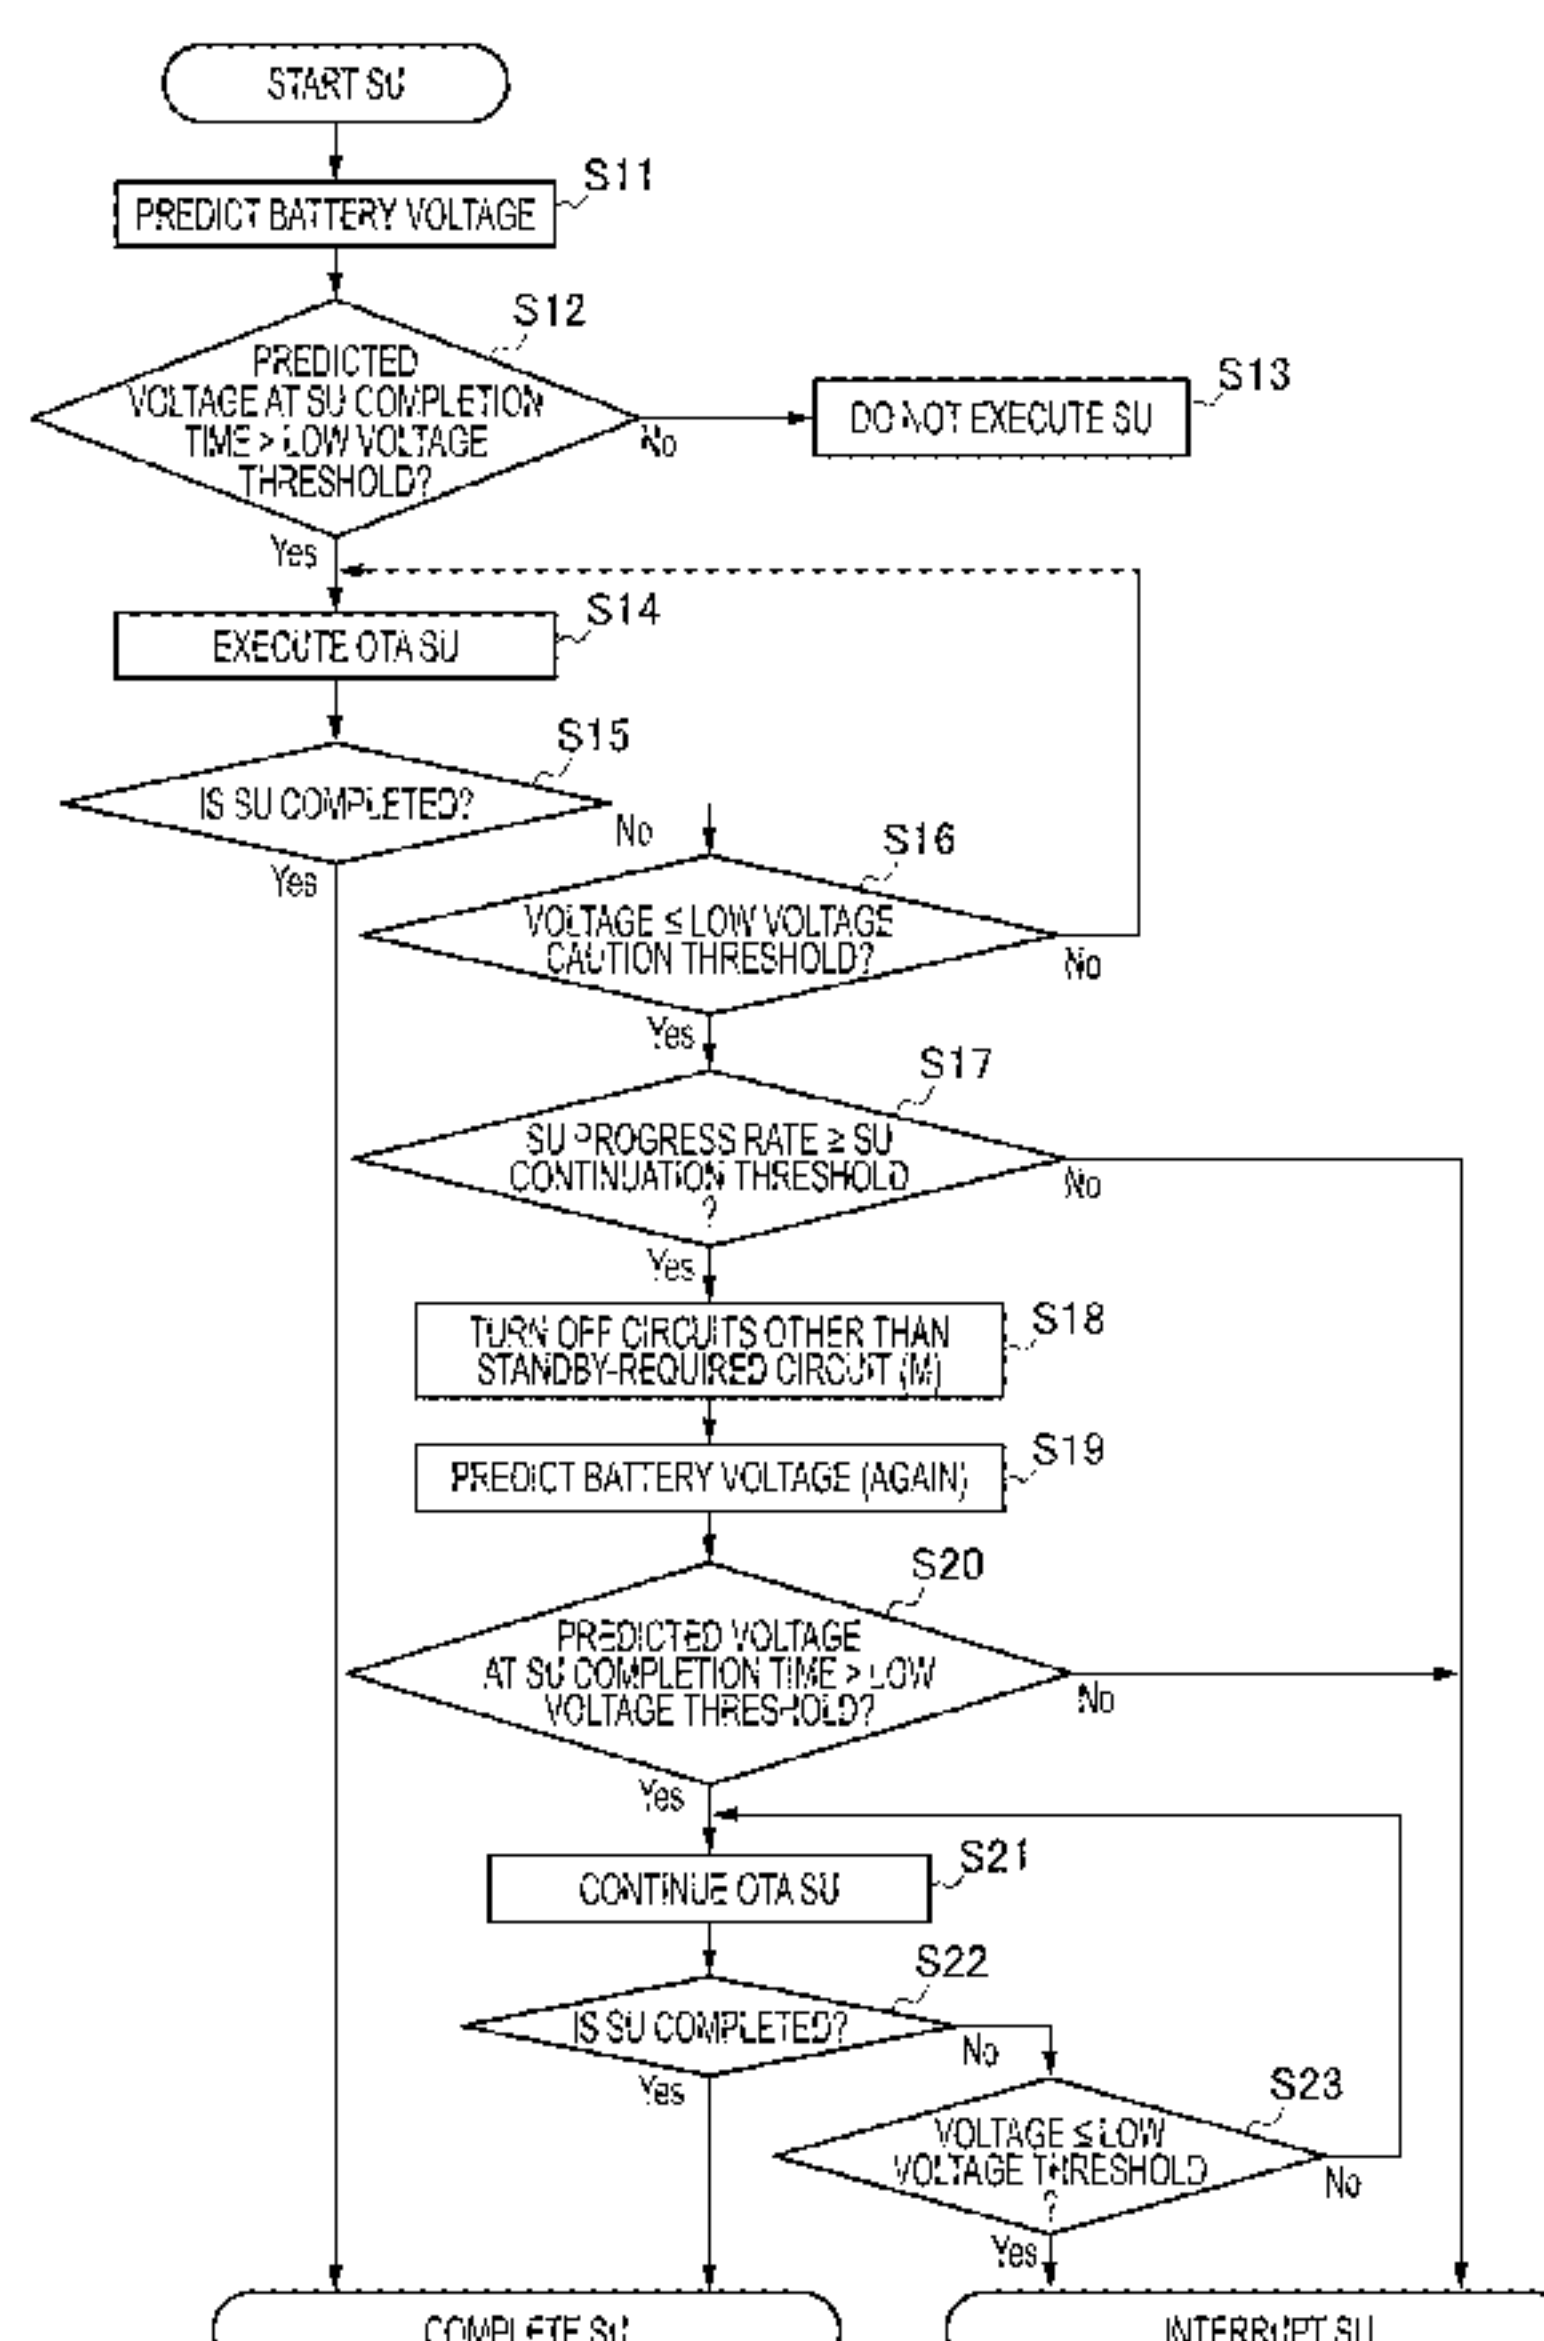 START SU
S11
PREDICT BATTERY VOLTAGE
S12
PREDICTED
VOLTAGE AT SU COMPLETION
TIME > LOW VOLTAGE
THRESHOLD?
No
S13
DO NOT EXECUTE SU
Yes
S14
EXECUTE OTA SU
S15
IS SU COMPLETED?
No
Yes
S16
VOLTAGE ≤ LOW VOLTAGE
CAUTION THRESHOLD?
No
Yes
S17
SU PROGRESS RATE ≥ SU
CONTINUATION THRESHOLD
?
No
Yes
S18
TURN OFF CIRCUITS OTHER THAN
STANDBY-REQUIRED CIRCUIT (M)
S19
PREDICT BATTERY VOLTAGE (AGAIN)
S20
PREDICTED VOLTAGE
AT SU COMPLETION TIME > LOW
VOLTAGE THRESHOLD?
No
Yes
S21
CONTINUE OTA SU
S22
IS SU COMPLETED?
No
Yes
S23
VOLTAGE ≤ LOW
VOLTAGE THRESHOLD
?
No
Yes
COMPLETE SU
INTERRUPT SU